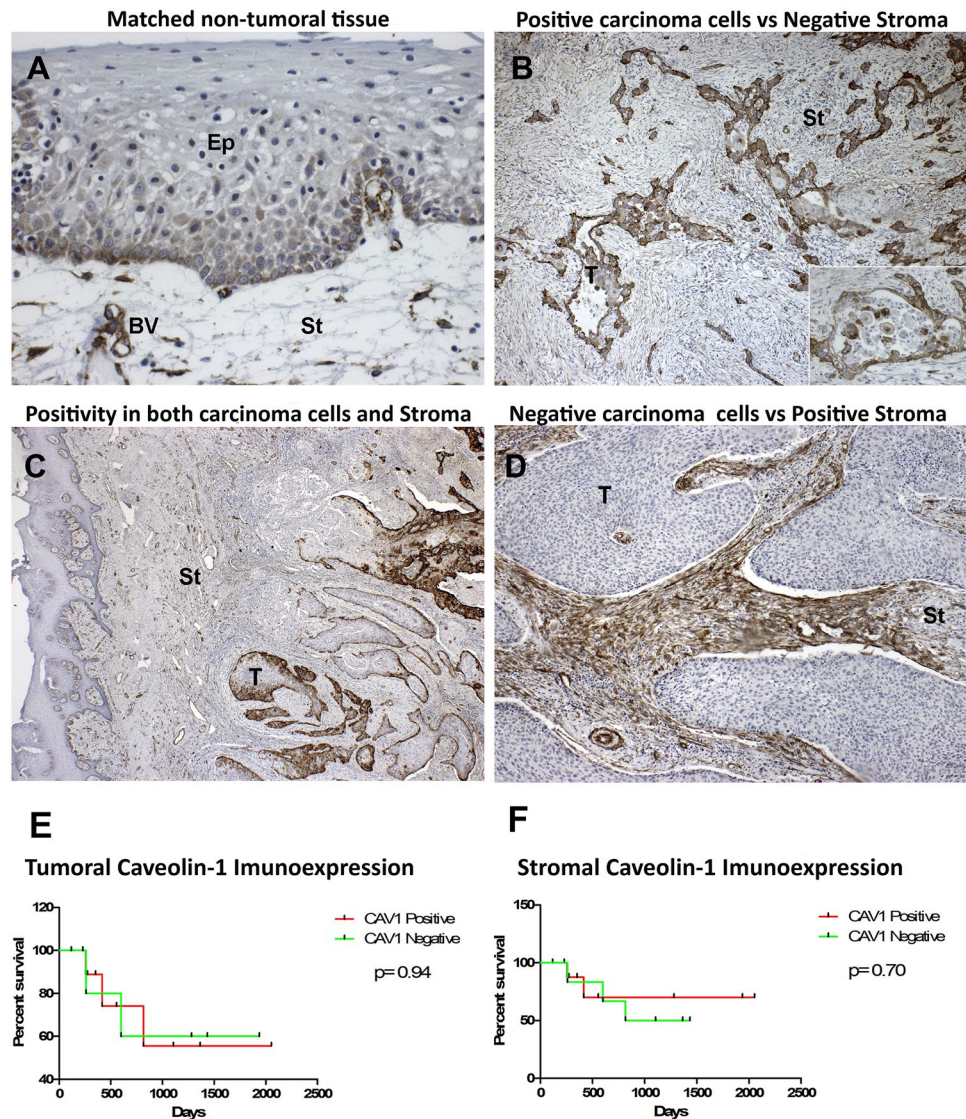 Matched non-tumoral tissue
Positive carcinoma cells vs Negative Stroma
A
Ep
BV
St
B
St
T
Positivity in both carcinoma cells and Stroma
Negative carcinoma cells vs Positive Stroma
C
St
T
D
T
St
E
Tumoral Caveolin-1 Imunoexpression
120
100
80
60
40
Percent survival
0
500
1000
1500
2000
2500
Days
CAV1 Positive
CAV1 Negative
p= 0.94
F
Stromal Caveolin-1 Imunoexpression
150
100
50
0
Percent survival
0
500
1000
1500
2000
2500
Days
CAV1 Positive
CAV1 Negative
p= 0.70